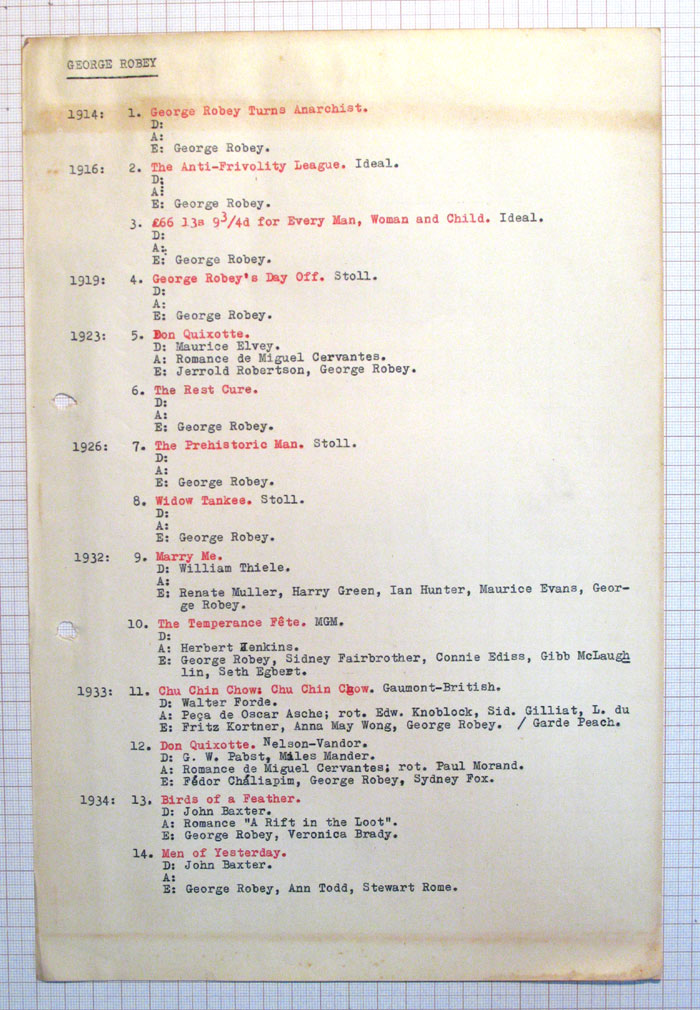 GEORGE ROBEY
1914: 1. George Robey Turns Anarchist.
D:
A:
E: George Robey.
1916: 2. The Anti-Frivolity League. Ideal.
D:
A:
E: George Robey.
3. £66 13s 9 3/4d for Every Man, Woman and Child. Ideal.
D:
A:
E: George Robey.
1919: 4. George Robey's Day Off. Stoll.
D:
A:
E: George Robey.
1923: 5. Don Quixotte.
D: Maurice Elvey.
A: Romance de Miguel Cervantes.
E: Jerrold Robertson, George Robey.
6. The Rest Cure.
D:
A:
E: George Robey.
1926: 7. The Prehistoric Man. Stoll.
D:
A:
E: George Robey.
8. Widow Tankee. Stoll.
D:
A:
E: George Robey.
1932: 9. Marry Me.
D: William Thiele.
A:
E: Renate Muller, Harry Green, Ian Hunter, Maurice Evans, Geor-
ge Robey.
10. The Temperance Fête. MGM.
D:
A: Herbert Jenkins.
E: George Robey, Sidney Fairbrother, Connie Ediss, Gibb McLaugh
lin, Seth Egbert.
1933: 11. Chu Chin Chow: Chu Chin Chow. Gaumont-British.
D: Walter Forde.
A: Peça de Oscar Asche; rot. Edw. Knoblock, Sid. Gilliat, L. du
E: Fritz Kortner, Anna May Wong, George Robey. / Garde Peach.
12. Don Quixotte. Nelson-Vandor.
D: G. W. Pabst, Miles Mander.
A: Romance de Miguel Cervantes; rot. Paul Morand.
E: Fédor Cháliapim, George Robey, Sydney Fox.
1934: 13. Birds of a Feather.
D: John Baxter.
A: Romance "A Rift in the Loot".
E: George Robey, Veronica Brady.
14. Men of Yesterday.
D: John Baxter.
A:
E: George Robey, Ann Todd, Stewart Rome.